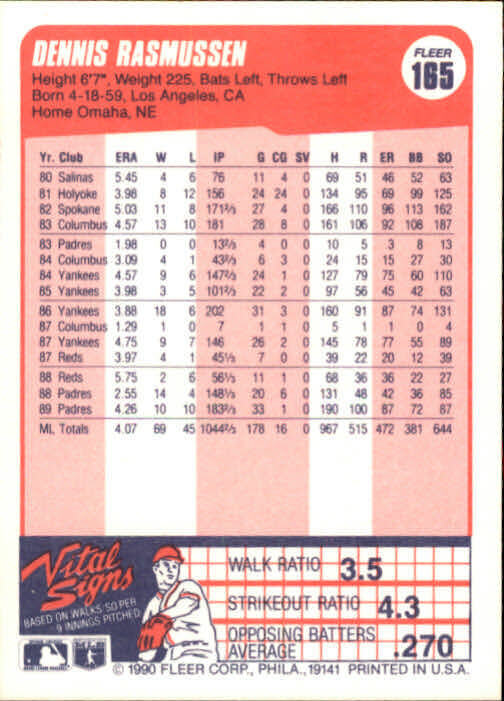 DENNIS RASMUSSEN
FLEER
165
Height 6'7", Weight 225, Bats Left, Throws Left
Born 4-18-59, Los Angeles, CA
Home Omaha, NE
Yr. Club ERA W L IP G CG SV H R ER BB SO
80 Salinas 5.45 4 6 76 11 4 0 69 51 46 52 63
81 Holyoke 3.98 8 12 156 24 24 0 134 95 69 99 125
82 Spokane 5.03 11 8 171⅔ 27 4 0 166 110 96 113 162
83 Columbus 4.57 13 10 181 28 8 0 161 106 92 108 187
83 Padres 1.98 0 0 13⅔ 4 0 0 10 5 3 8 13
84 Columbus 3.09 4 1 43⅔ 6 3 0 24 15 15 27 30
84 Yankees 4.57 9 6 147⅔ 24 1 0 127 79 75 60 110
85 Yankees 3.98 3 5 101⅔ 22 2 0 97 56 45 42 63
86 Yankees 3.88 18 6 202 31 3 0 160 91 87 74 131
87 Columbus 1.29 1 0 7 1 1 0 5 1 1 0 4
87 Yankees 4.75 9 7 146 26 2 0 145 78 77 55 89
87 Reds 3.97 4 1 45⅓ 7 0 0 39 22 20 12 39
88 Reds 5.75 2 6 56⅓ 11 1 0 68 36 36 22 27
88 Padres 2.55 14 4 148⅓ 20 6 0 131 48 42 36 85
89 Padres 4.26 10 10 183⅔ 33 1 0 190 100 87 72 87
ML Totals 4.07 69 45 1044⅔ 178 16 0 967 515 472 381 644
Vital Signs
BASED ON WALKS, SO PER
9 INNINGS PITCHED
WALK RATIO 3.5
STRIKEOUT RATIO 4.3
OPPOSING BATTERS
AVERAGE .270
© 1990 FLEER CORP., PHILA., 19141 PRINTED IN U.S.A.